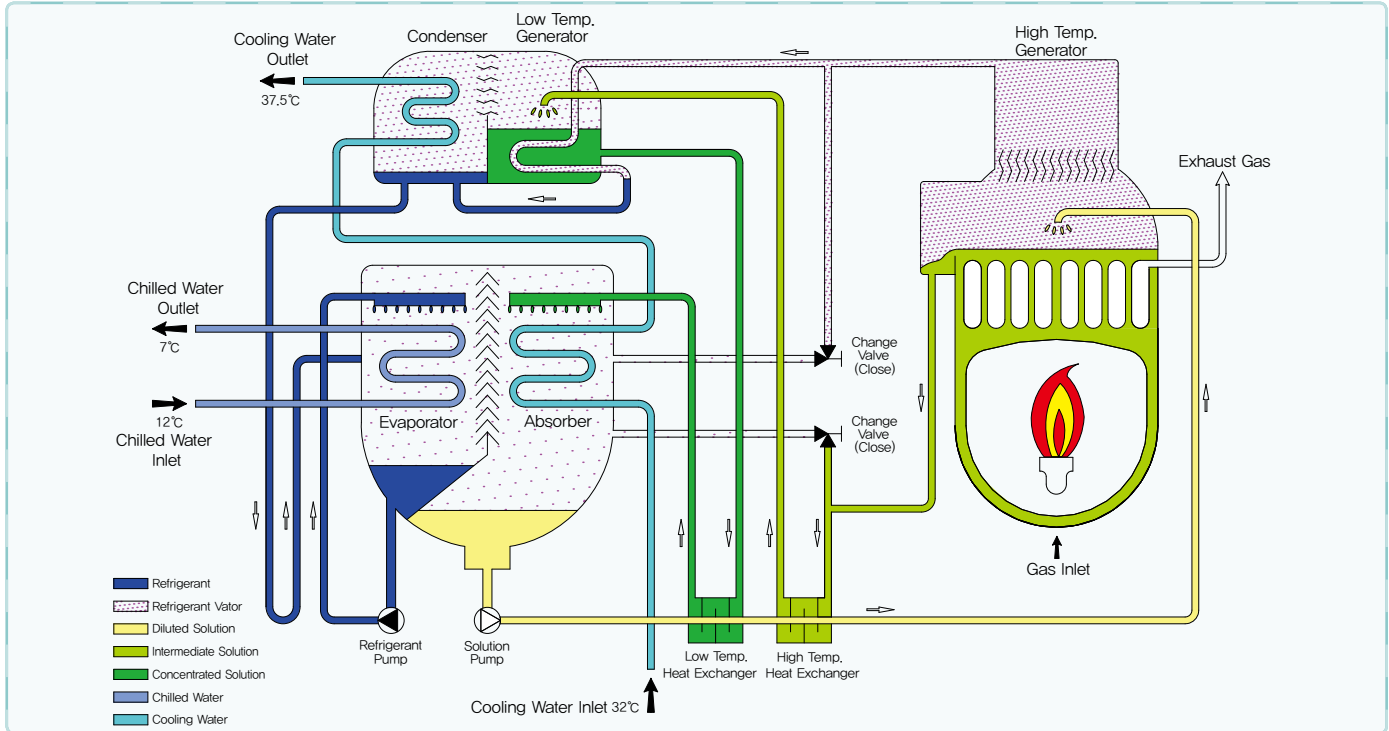 Low Temp.
Generator
Condenser
High Temp.
Generator
Cooling Water
Outlet
37.5℃
Exhaust Gas
Chilled Water
Outlet
7℃
Change
Valve
(Close)
12℃
Chilled Water
Inlet
Evaporator
Absorber
Change
Valve
(Close)
Gas Inlet
Refrigerant
Refrigerant Vator
Diluted Solution
Intermediate Solution
Concentrated Solution
Chilled Water
Cooling Water
Refrigerant
Pump
Solution
Pump
Low Temp.
Heat Exchanger
High Temp.
Heat Exchanger
Cooling Water Inlet 32℃